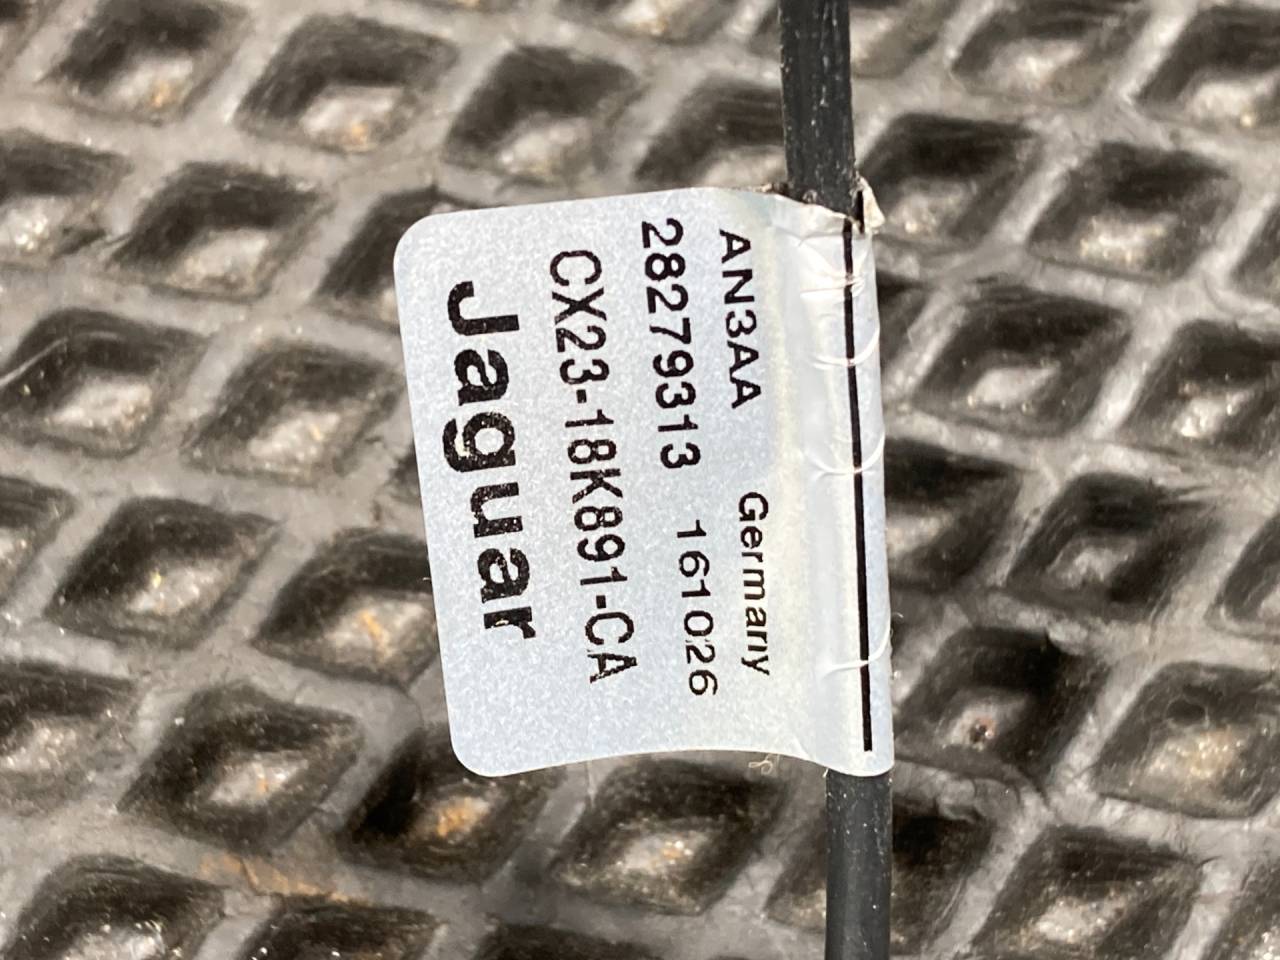 AN3AA Germany
28279313 161026
CX23-18K891-CA
Jaguar